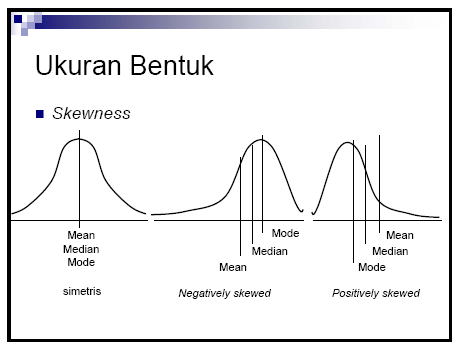 Ukuran Bentuk
Skewness
Mean
Median
Mode
simetris
Mode
Median
Mean
Negatively skewed
Mean
Median
Mode
Positively skewed